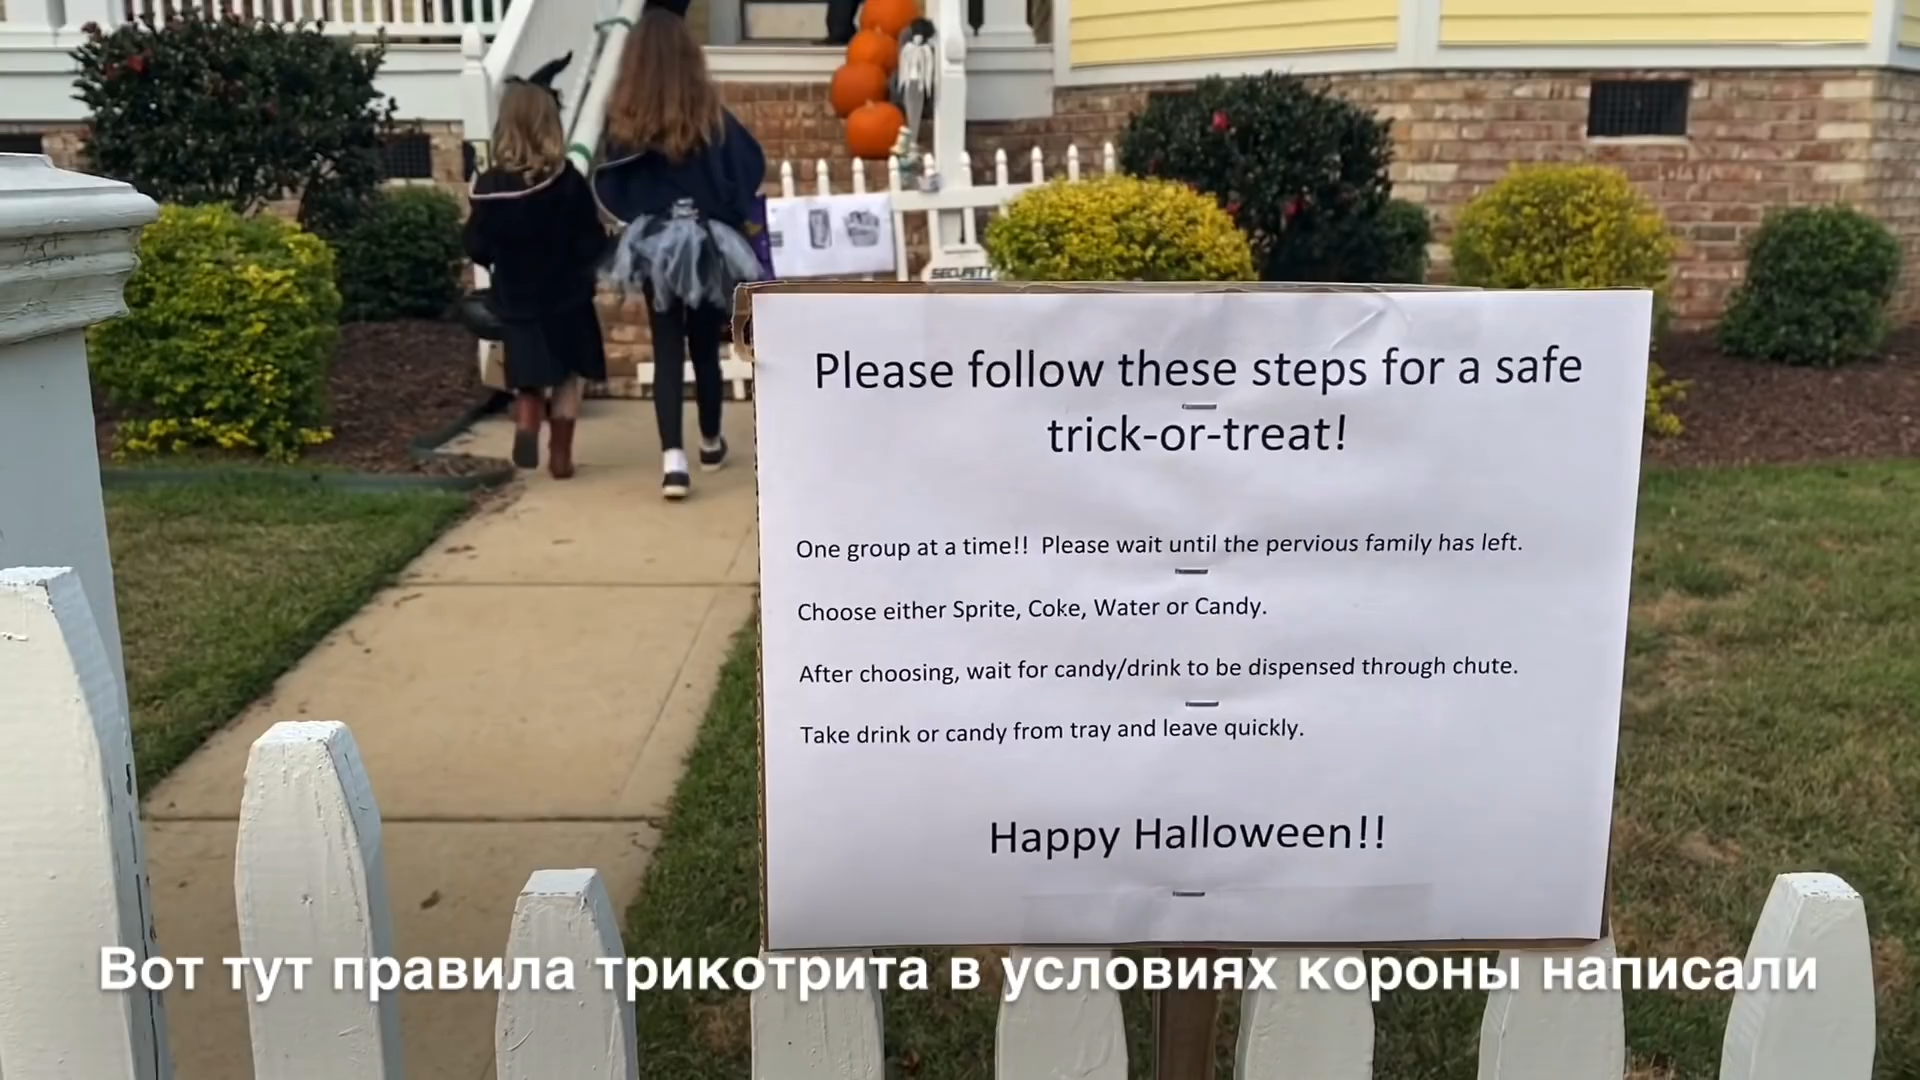 SECURITY
Please follow these steps for a safe
trick-or-treat!
One group at a time!! Please wait until the pervious family has left.
Choose either Sprite, Coke, Water or Candy.
After choosing, wait for candy/drink to be dispensed through chute.
Take drink or candy from tray and leave quickly.
Happy Halloween!!
Вот тут правила трикотрита в условиях короны написали